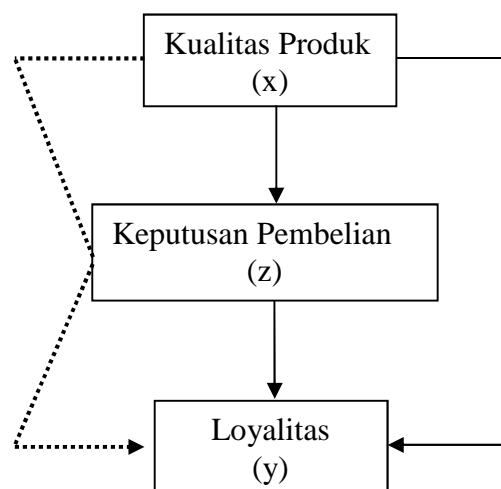 Kualitas Produk
(x)
Keputusan Pembelian
(z)
Loyalitas
(y)